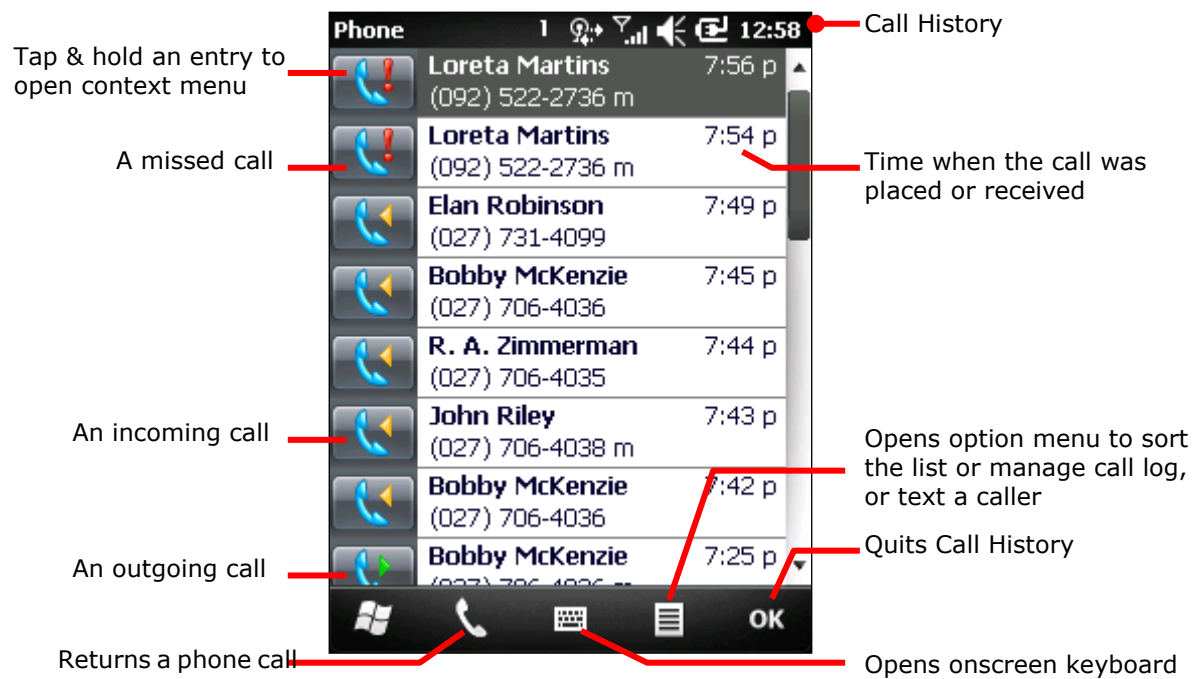 Phone 1 12:58
Call History
Tap & hold an entry to
open context menu
Loreta Martins 7:56 p
(092) 522-2736 m
A missed call
Loreta Martins 7:54 p
(092) 522-2736 m
Time when the call was
placed or received
Elan Robinson 7:49 p
(027) 731-4099
Bobby McKenzie 7:45 p
(027) 706-4036
R. A. Zimmerman 7:44 p
(027) 706-4035
An incoming call
John Riley 7:43 p
(027) 706-4038 m
Opens option menu to sort
the list or manage call log,
or text a caller
Bobby McKenzie 7:42 p
(027) 706-4036
Quits Call History
An outgoing call
Bobby McKenzie 7:25 p
(027) 706-4036 m
OK
Returns a phone call
Opens onscreen keyboard